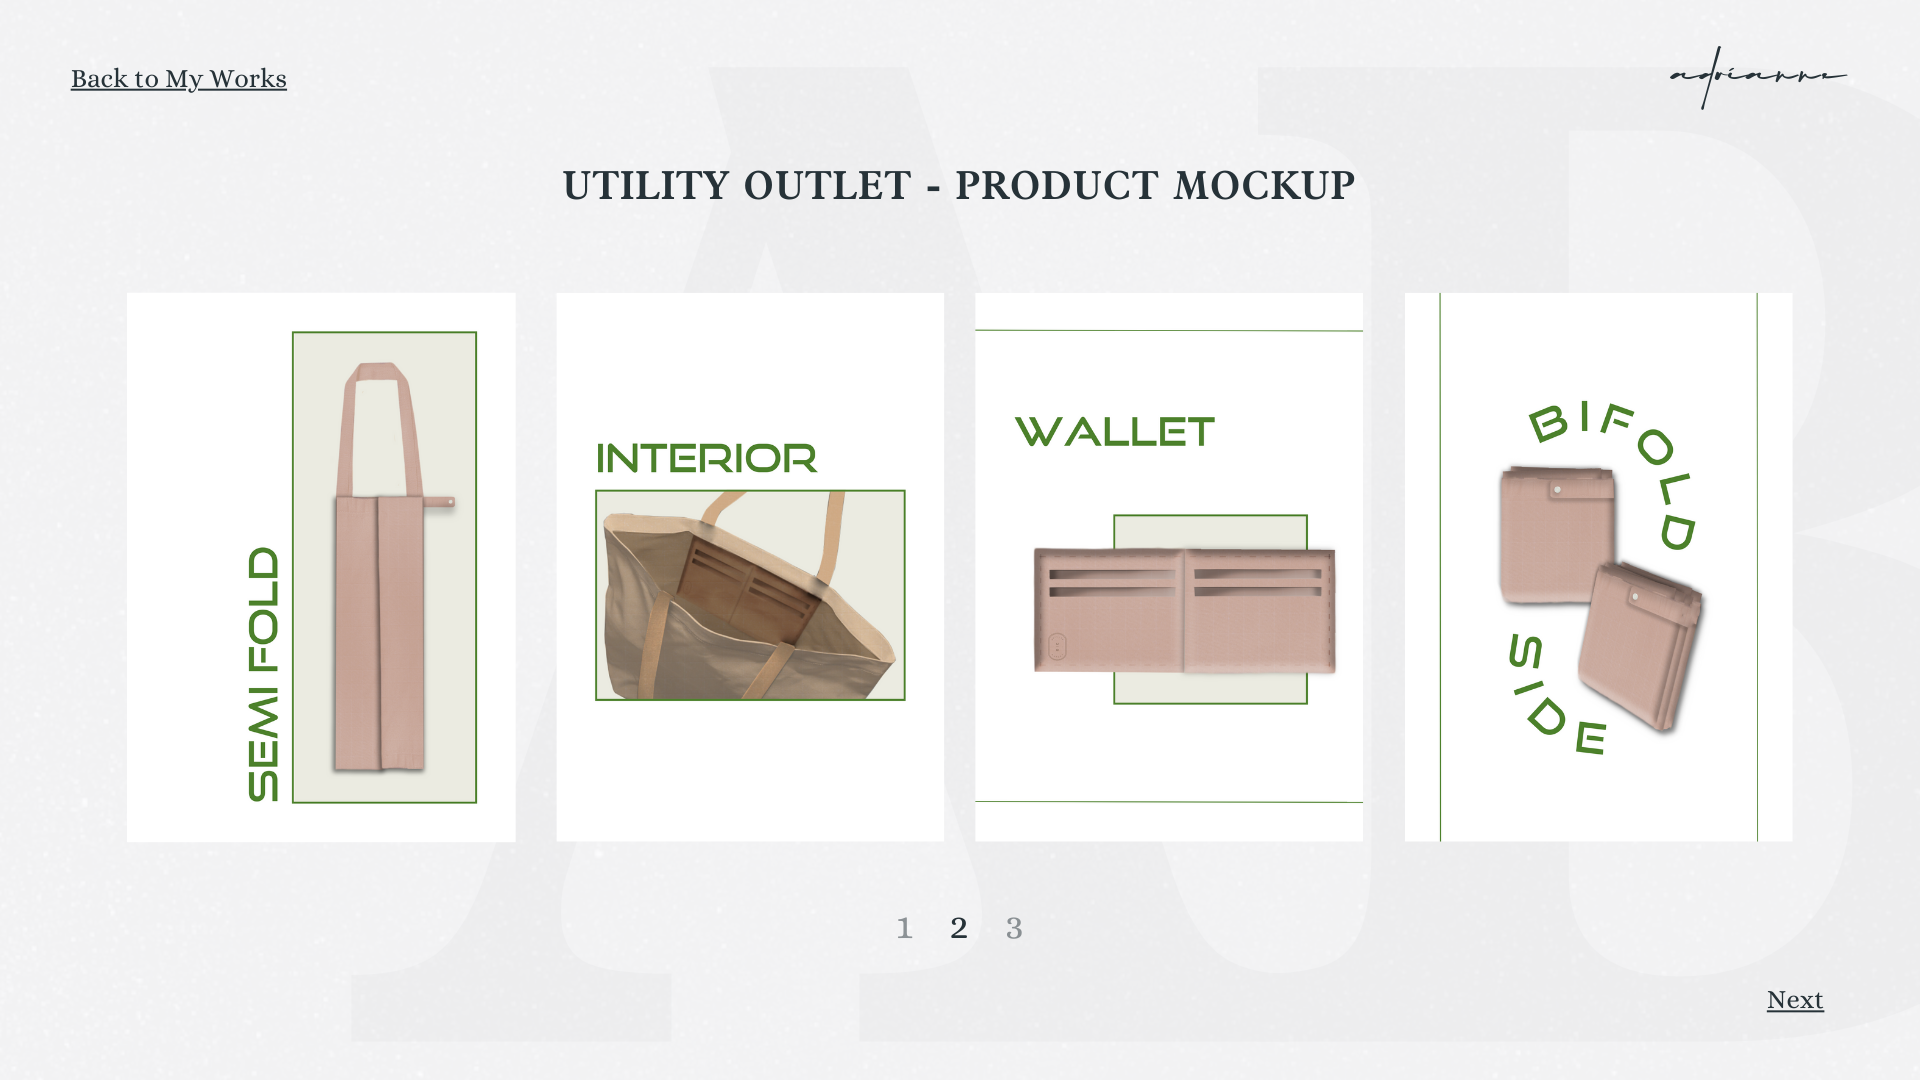 Back to My Works
adrianne
UTILITY OUTLET - PRODUCT MOCKUP
SEMI FOLD
INTERIOR
WALLET
BIFOLD
SIDE
1 2 3
Next